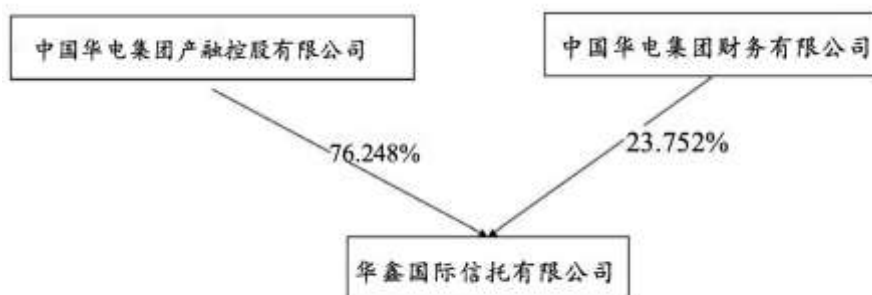 中国华电集团产融控股有限公司
中国华电集团财务有限公司
76.248%
23.752%
华鑫国际信托有限公司